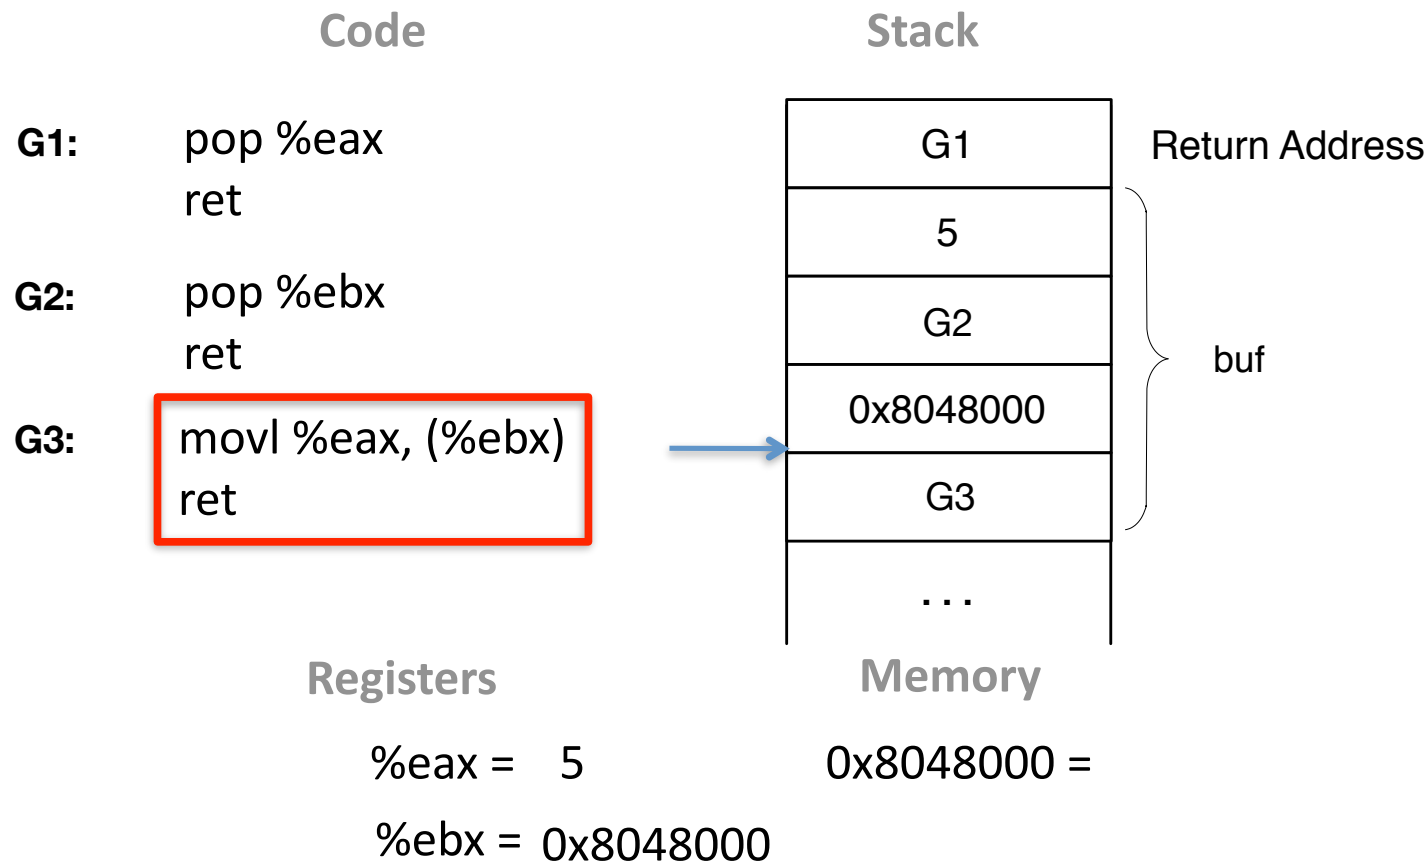 Code
G1: pop %eax
ret
G2: pop %ebx
ret
G3: movl %eax, (%ebx)
ret
Stack
G1 Return Address
5
G2
0x8048000
G3
buf
. . .
Registers
%eax = 5
%ebx = 0x8048000
Memory
0x8048000 =